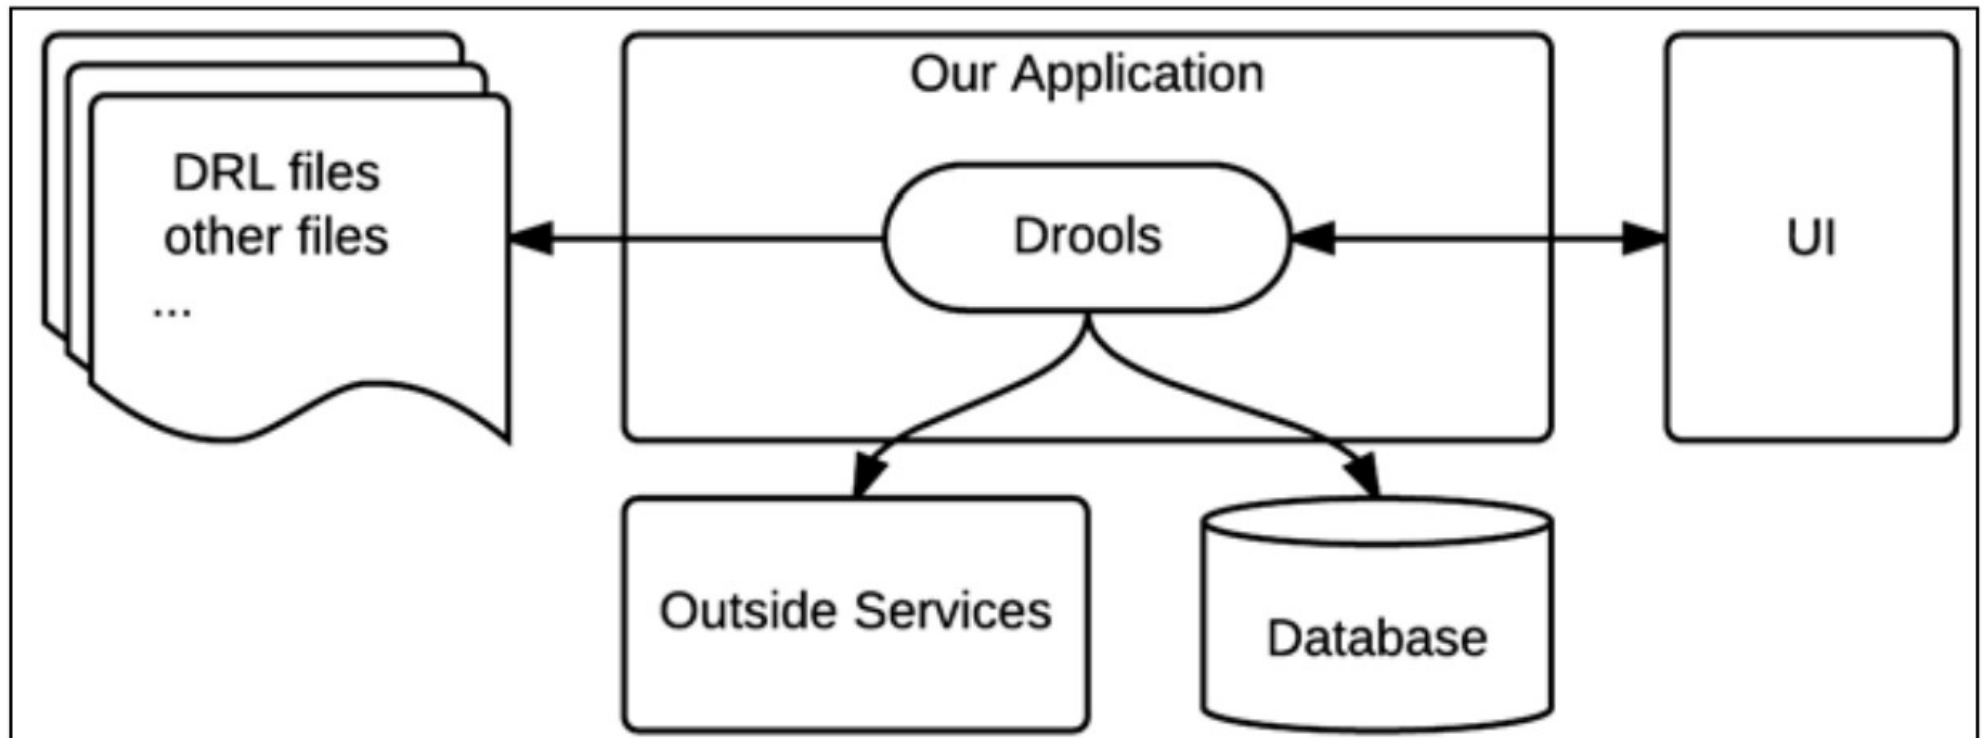 Our Application
DRL files
other files
...
Drools
UI
Outside Services
Database